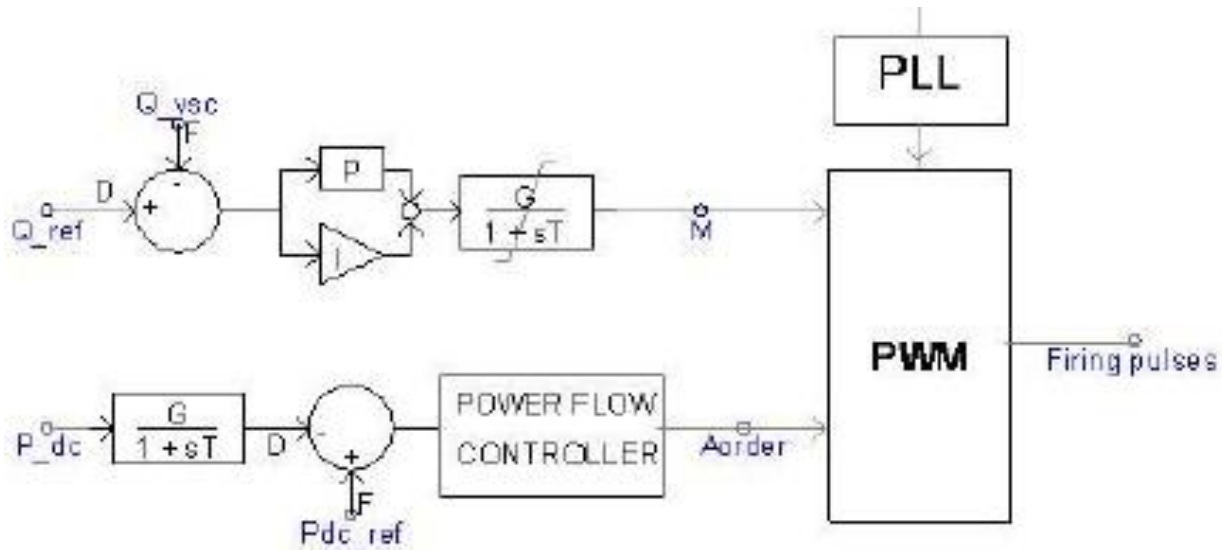 PLL
Q_vsc
F
D
-
+
P
Q_ref
G
1 + sT
M
I
PWM
Firing pulses
G
1 + sT
P_dc
D
-
+
POWER FLOW
CONTROLLER
Aorder
F
Pdc_ref